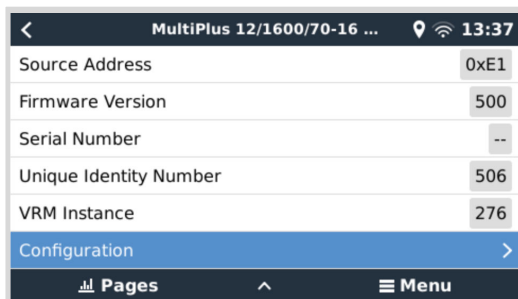 MultiPlus 12/1600/70-16 ... 13:37
Source Address 0xE1
Firmware Version 500
Serial Number --
Unique Identity Number 506
VRM Instance 276
Configuration
Pages Menu